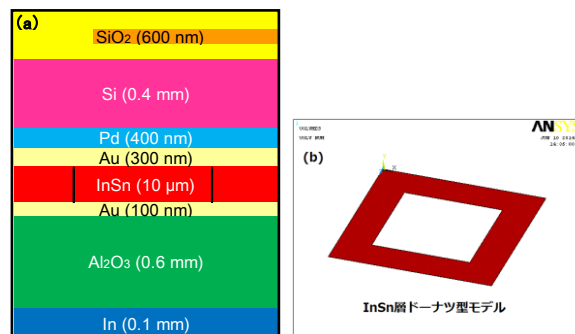 (a)
SiO₂ (600 nm)
Si (0.4 mm)
Pd (400 nm)
Au (300 nm)
InSn (10 μm)
Au (100 nm)
Al₂O₃ (0.6 mm)
In (0.1 mm)
ANSYS
(b)
X
InSn層ドーナツ型モデル